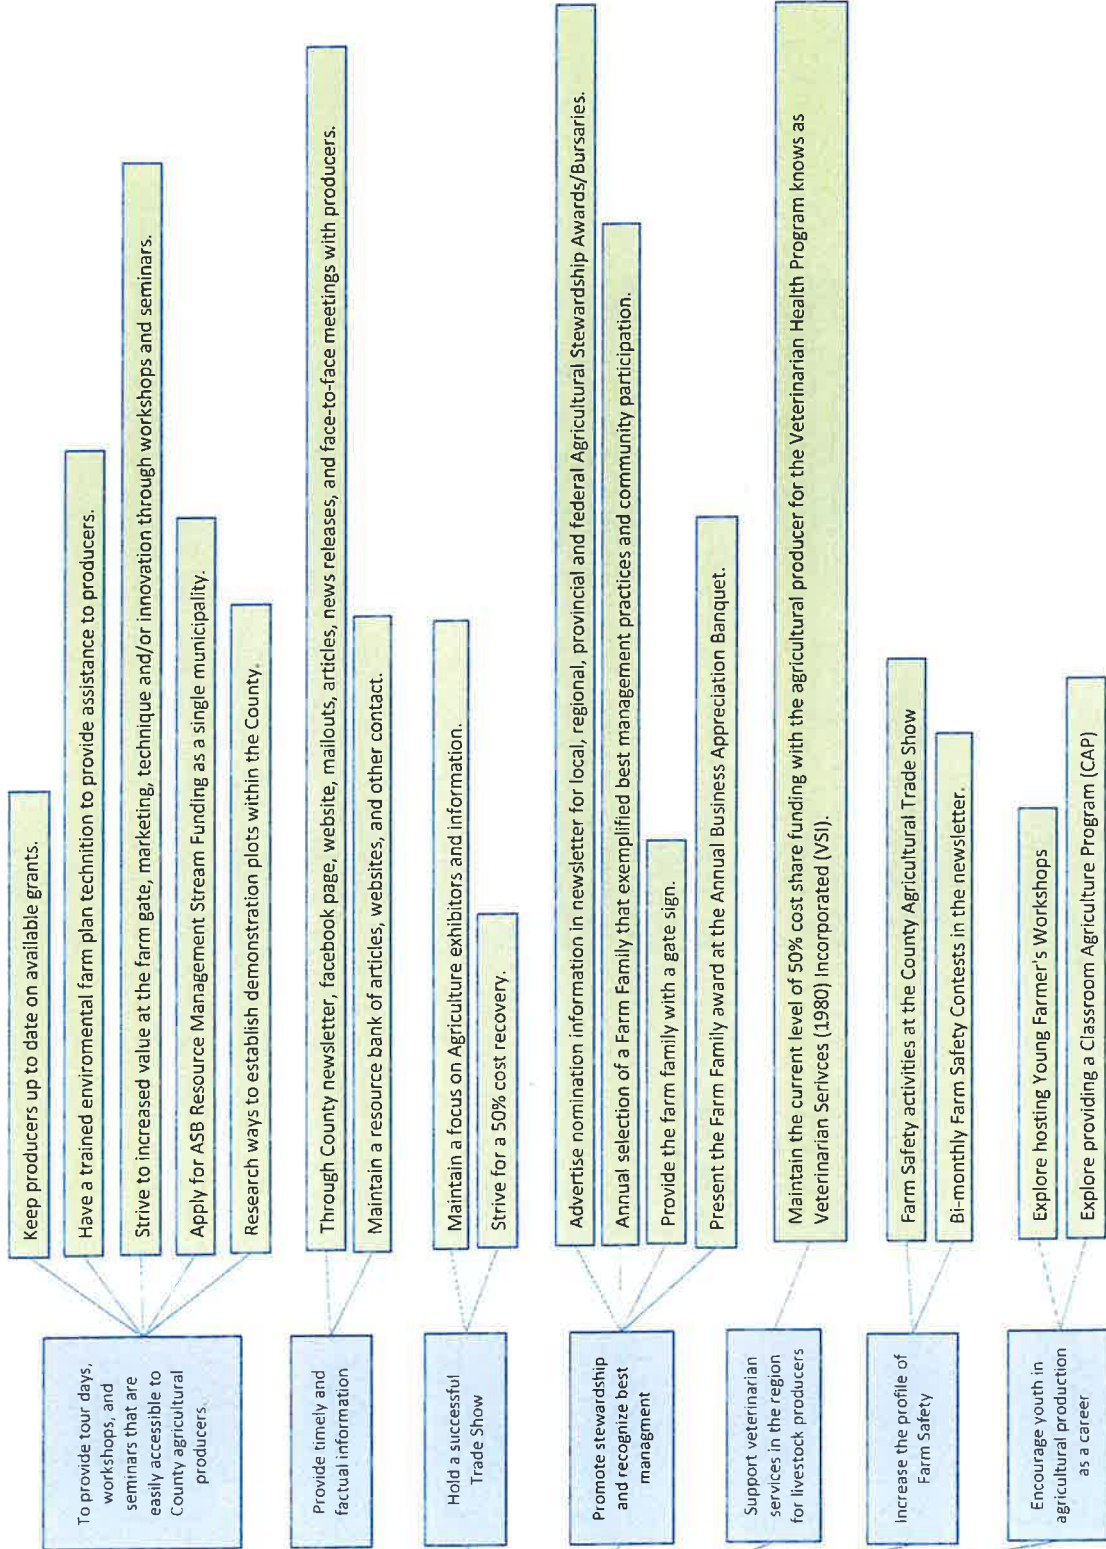 To provide tour days,
workshops, and
seminars that are
easily accessible to
County agricultural
producers.
Keep producers up to date on available grants.
Have a trained enviromental farm plan technition to provide assistance to producers.
Strive to increased value at the farm gate, marketing, technique and/or innovation through workshops and seminars.
Apply for ASB Resource Management Stream Funding as a single municipality.
Research ways to establish demonstration plots within the County.
Provide timely and
factual information
Through County newsletter, facebook page, website, mailouts, articles, news releases, and face-to-face meetings with producers.
Maintain a resource bank of articles, websites, and other contact.
Hold a successful
Trade Show
Maintain a focus on Agriculture exhibitors and information.
Strive for a 50% cost recovery.
Promote stewardship
and recognize best
managment
Advertise nomination information in newsletter for local, regional, provincial and federal Agricultural Stewardship Awards/Bursaries.
Annual selection of a Farm Family that exemplified best management practices and community participation.
Provide the farm family with a gate sign.
Present the Farm Family award at the Annual Business Appreciation Banquet.
Support veterinarian
services in the region
for livestock producers
Maintain the current level of 50% cost share funding with the agricultural producer for the Veterinarian Health Program knows as
Veterinarian Serivces (1980) Incorporated (VSI).
Increase the profile of
Farm Safety
Farm Safety activities at the County Agricultural Trade Show
Bi-monthly Farm Safety Contests in the newsletter.
Encourage youth in
agricultural production
as a career
Explore hosting Young Farmer's Workshops
Explore providing a Classroom Agriculture Program (CAP)